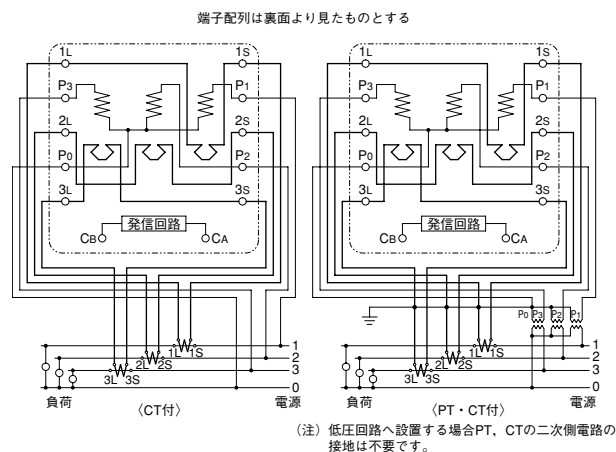 端子配列は裏面より見たものとする
1L 1S
P3 P1
2L 2S
P0 P2
3L 3S
発信回路
CB CA
1L 1S
2L 2S
3L 3S
1
2
3
0
負荷 電源
〈CT付〉
1L 1S
P3 P1
2L 2S
P0 P2
3L 3S
発信回路
CB CA
P0 P3 P2 P1
1L 1S
2L 2S
3L 3S
1
2
3
0
負荷 電源
〈PT・CT付〉
（注）低圧回路へ設置する場合PT，CTの二次側電路の
接地は不要です。